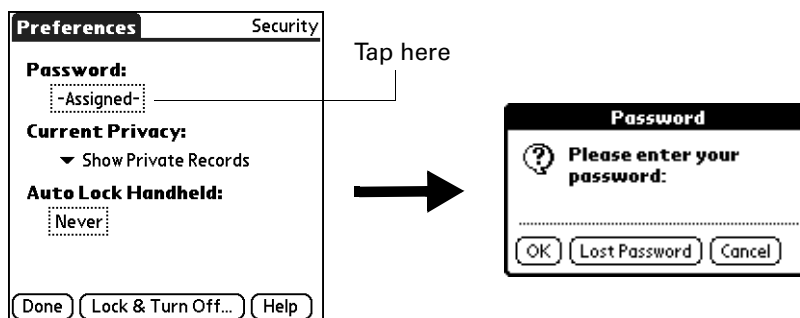 Preferences Security
Password:
-Assigned-
Current Privacy:
Show Private Records
Auto Lock Handheld:
Never
Done Lock & Turn Off... Help
Tap here
Password
Please enter your
password:
OK Lost Password Cancel